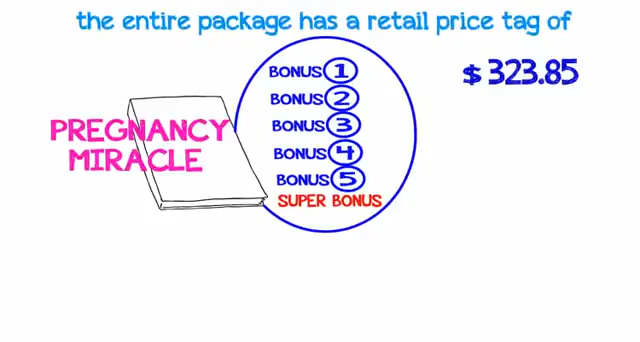 the entire package has a retail price tag of
$ 323.85
BONUS 1
BONUS 2
BONUS 3
BONUS 4
BONUS 5
SUPER BONUS
PREGNANCY
MIRACLE